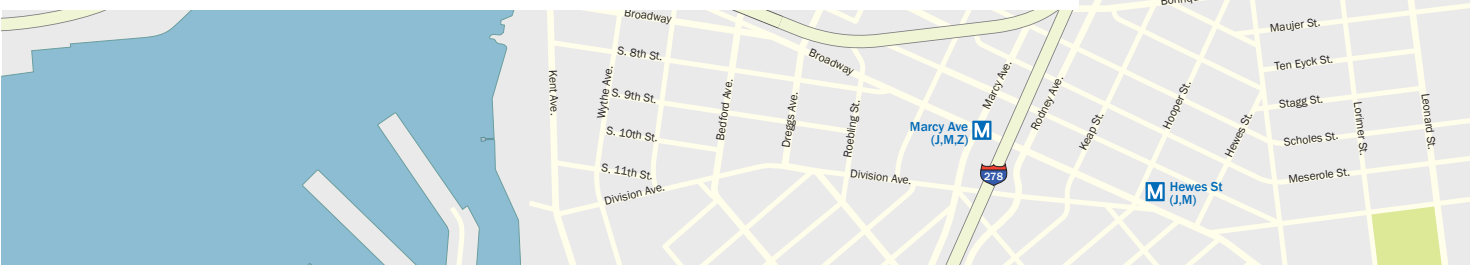 Broadway
Maujer St.
S. 8th St.
Broadway
Ten Eyck St.
Kent Ave.
Wythe Ave.
S. 9th St.
Bedford Ave.
Dreggs Ave.
Roebling St.
Marcy Ave.
Rodney Ave.
Keap St.
Hooper St.
Hewes St.
Stagg St.
Lorimer St.
Leonard St.
S. 10th St.
Marcy Ave
(J,M,Z)
M
Scholes St.
S. 11th St.
Division Ave.
Division Ave.
278
M
Hewes St
(J,M)
Meserole St.